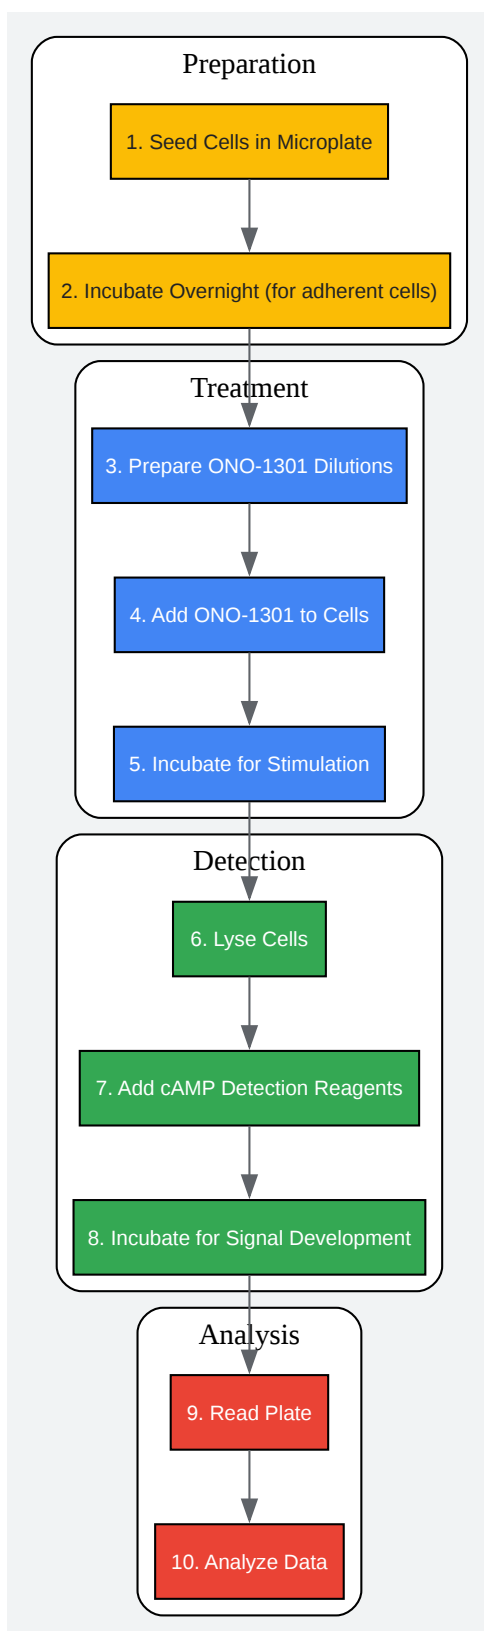 Preparation
1. Seed Cells in Microplate
2. Incubate Overnight (for adherent cells)
Treatment
3. Prepare ONO-1301 Dilutions
4. Add ONO-1301 to Cells
5. Incubate for Stimulation
Detection
6. Lyse Cells
7. Add cAMP Detection Reagents
8. Incubate for Signal Development
Analysis
9. Read Plate
10. Analyze Data